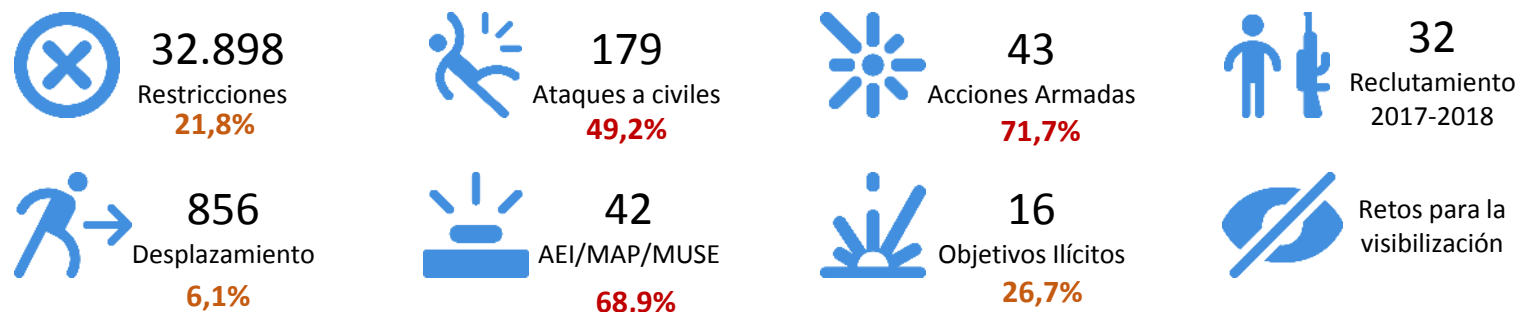 32.898
Restricciones
21,8%
179
Ataques a civiles
49,2%
43
Acciones Armadas
71,7%
32
Reclutamiento
2017-2018
856
Desplazamiento
6,1%
42
AEI/MAP/MUSE
68,9%
16
Objetivos Ilícitos
26,7%
Retos para la
visibilización